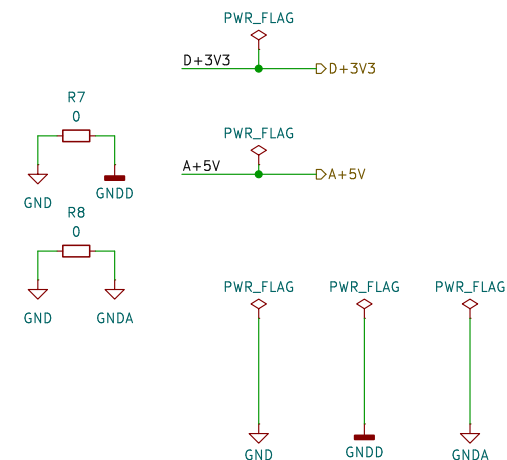 PWR_FLAG
D+3V3
D+3V3
R7
0
GND
GNDD
PWR_FLAG
A+5V
A+5V
R8
0
GND
GNDA
PWR_FLAG
PWR_FLAG
PWR_FLAG
GND
GNDD
GNDA